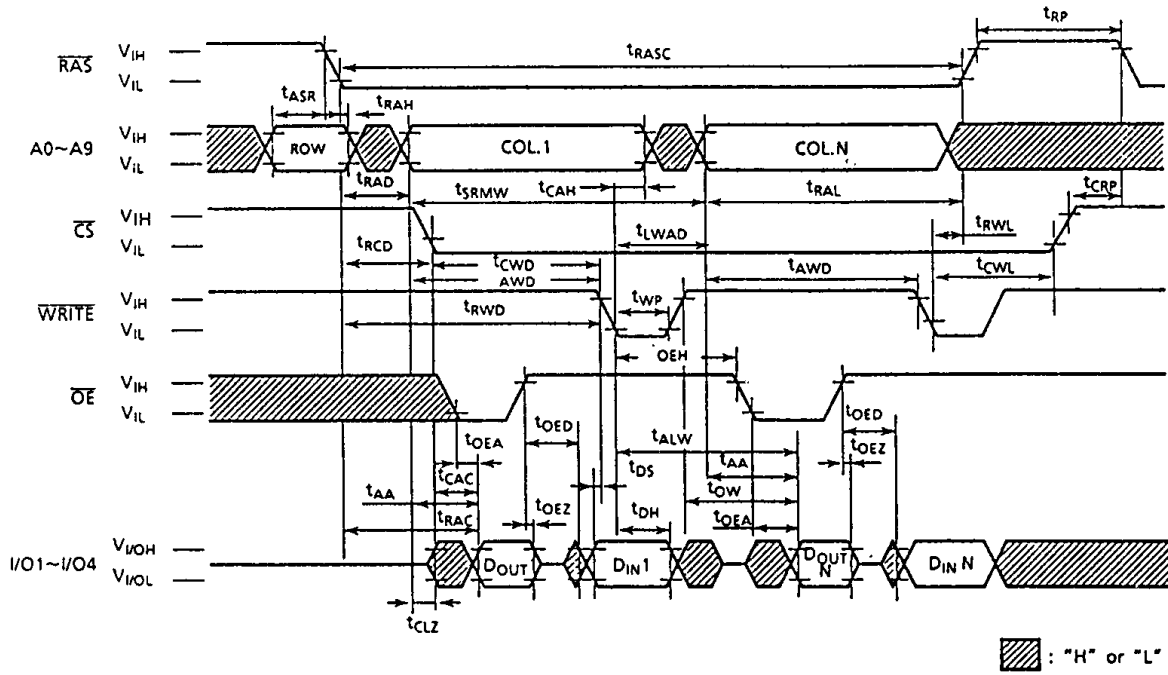 tRP
RAS VIH
VIL
tRASC
tASR
tRAH
A0~A9 VIH
VIL
ROW
COL.1
COL.N
tRAD
tSRMW
tCAH
tRAL
tCRP
CS VIH
VIL
tRCD
tLWAD
tRWL
tCWD
AWD
tAWD
tCWL
WRITE VIH
VIL
tRWD
tWP
OEH
OE VIH
VIL
tOEA
tOED
tALW
tOED
tCAC
tDS
tAA
tOEZ
tAA
tOEZ
tOW
tRAC
tDH
tOEA
I/O1~I/O4 VI/OH
VI/OL
DOUT
DIN 1
DOUT N
DIN N
tCLZ
: "H" or "L"